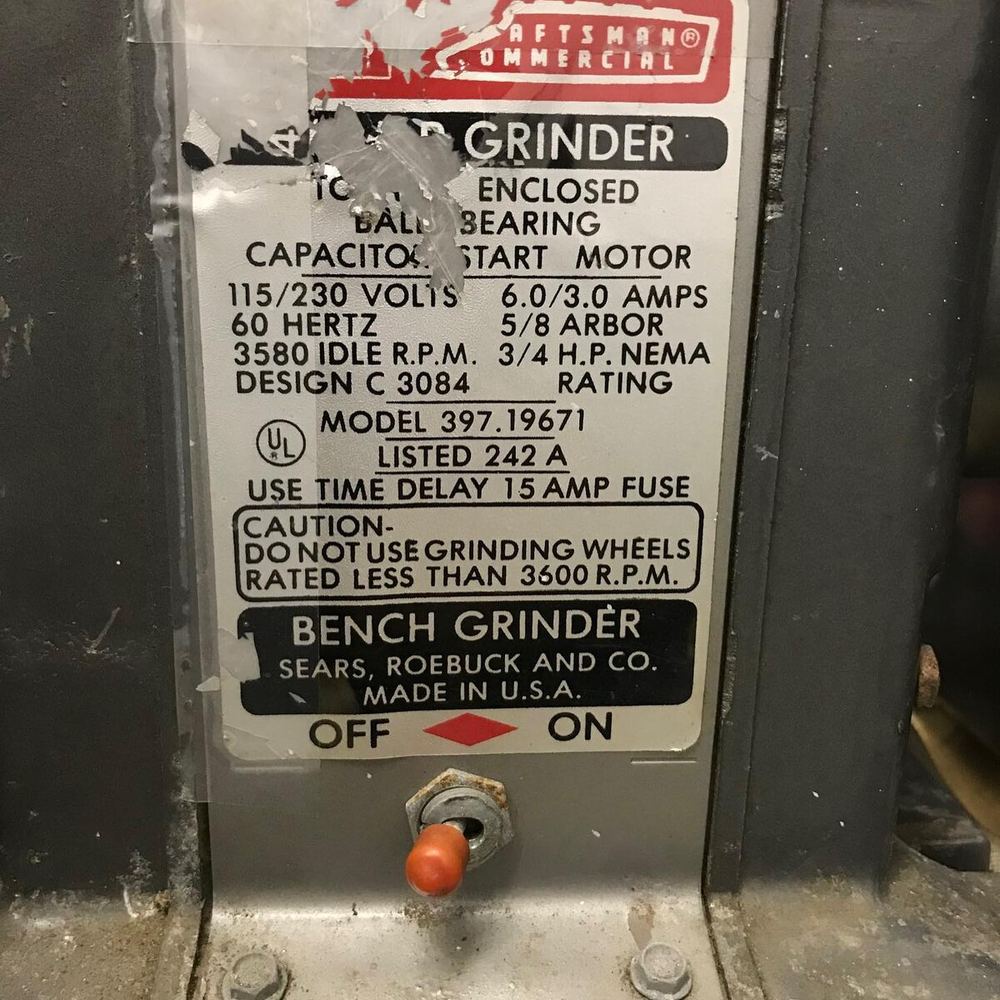 AFTSMAN®
OMMERCIAL
GRINDER
ENCLOSED
BALL BEARING
CAPACITOR START MOTOR
115/230 VOLTS 6.0/3.0 AMPS
60 HERTZ 5/8 ARBOR
3580 IDLE R.P.M. 3/4 H.P. NEMA
DESIGN C 3084 RATING
MODEL 397.19671
UL
LISTED 242 A
USE TIME DELAY 15 AMP FUSE
CAUTION-
DO NOT USE GRINDING WHEELS
RATED LESS THAN 3600 R.P.M.
BENCH GRINDER
SEARS, ROEBUCK AND CO.
MADE IN U.S.A.
OFF ON